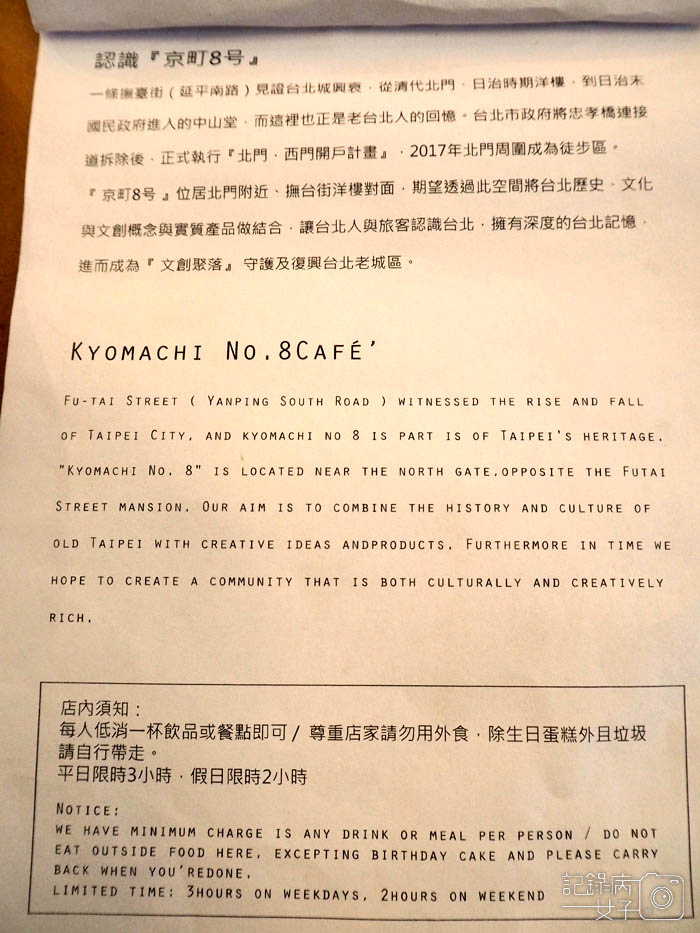 認識『京町8号』
一條撫臺街（延平南路）見證台北城興衰，從清代北門、日治時期洋樓，到日治末
國民政府進入的中山堂，而這裡也正是老台北人的回憶。台北市政府將忠孝橋連接
道拆除後，正式執行『北門，西門開戶計畫』，2017年北門周圍成為徒步區。
『 京町8号 』位居北門附近、撫台街洋樓對面，期望透過此空間將台北歷史、文化
與文創概念與實質產品做結合，讓台北人與旅客認識台北，擁有深度的台北記憶，
進而成為『 文創聚落』 守護及復興台北老城區。
KYOMACHI NO.8CAFÉ'
FU-TAI STREET ( YANPING SOUTH ROAD ) WITNESSED THE RISE AND FALL
OF TAIPEI CITY, AND KYOMACHI NO 8 IS PART IS OF TAIPEI'S HERITAGE.
"KYOMACHI NO. 8" IS LOCATED NEAR THE NORTH GATE,OPPOSITE THE FUTAI
STREET MANSION. OUR AIM IS TO COMBINE THE HISTORY AND CULTURE OF
OLD TAIPEI WITH CREATIVE IDEAS ANDPRODUCTS. FURTHERMORE IN TIME WE
HOPE TO CREATE A COMMUNITY THAT IS BOTH CULTURALLY AND CREATIVELY
RICH.
店內須知：
每人低消一杯飲品或餐點即可 / 尊重店家請勿用外食，除生日蛋糕外且垃圾
請自行帶走。
平日限時3小時，假日限時2小時
NOTICE:
WE HAVE MINIMUM CHARGE IS ANY DRINK OR MEAL PER PERSON / DO NOT
EAT OUTSIDE FOOD HERE, EXCEPTING BIRTHDAY CAKE AND PLEASE CARRY
BACK WHEN YOU'REDONE.
LIMITED TIME: 3HOURS ON WEEKDAYS, 2HOURS ON WEEKEND
記錄內
女子